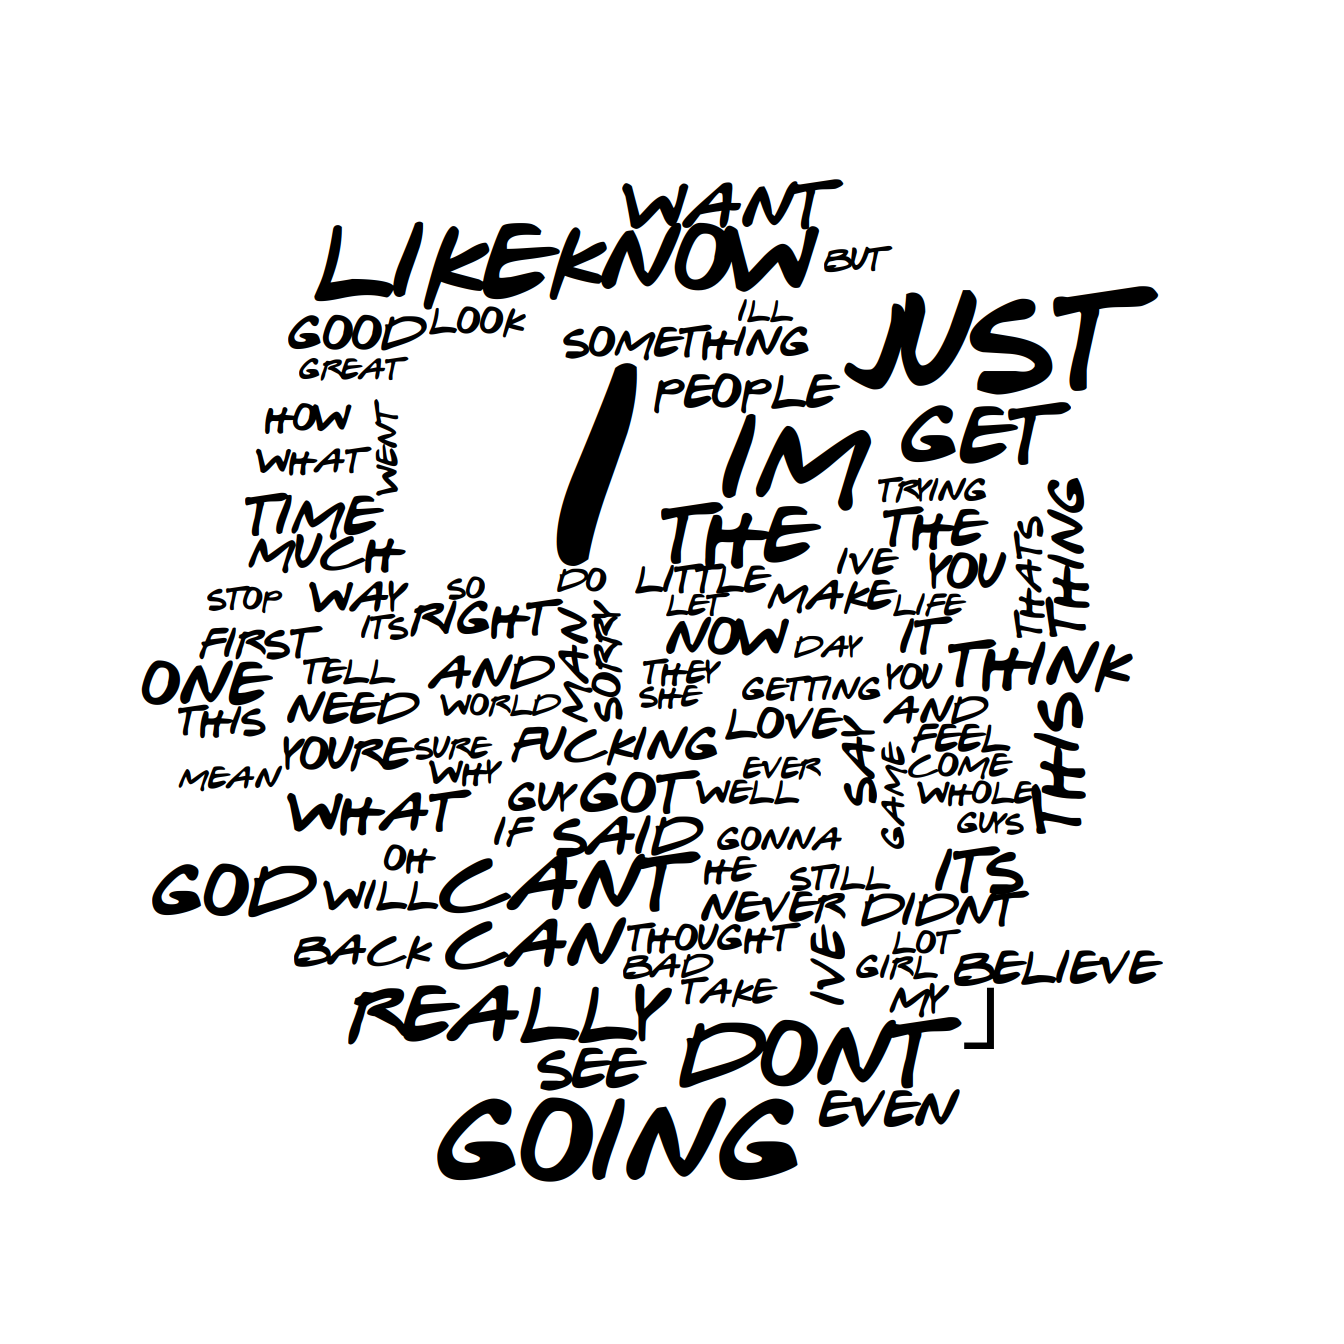 WANT
LIKE KNOW BUT
GOOD LOOK ILL
SOMETHING JUST
GREAT PEOPLE
I
HOW WENT IM GET
WHAT TRYING
TIME THE THE THATS THING
MUCH IVE YOU
STOP WAY SO DO LITTLE MAKE LIFE
ITS RIGHT MAN SORRY LET
FIRST NOW DAY IT
ONE TELL AND THEY YOU THINK
THIS NEED WORLD SHE GETTING AND
YOURE SURE FUCKING LOVE SAY FEEL THIS
MEAN WHY EVER GAME COME
WHAT GUY GOT WELL WHOLE
IF SAID GONNA GUYS
OH HE STILL ITS
GOD WILL CANT NEVER DIDNT
BACK CAN THOUGHT IVE LOT
BAD GIRL BELIEVE
REALLY TAKE MY
SEE DONT ┘
GOING EVEN